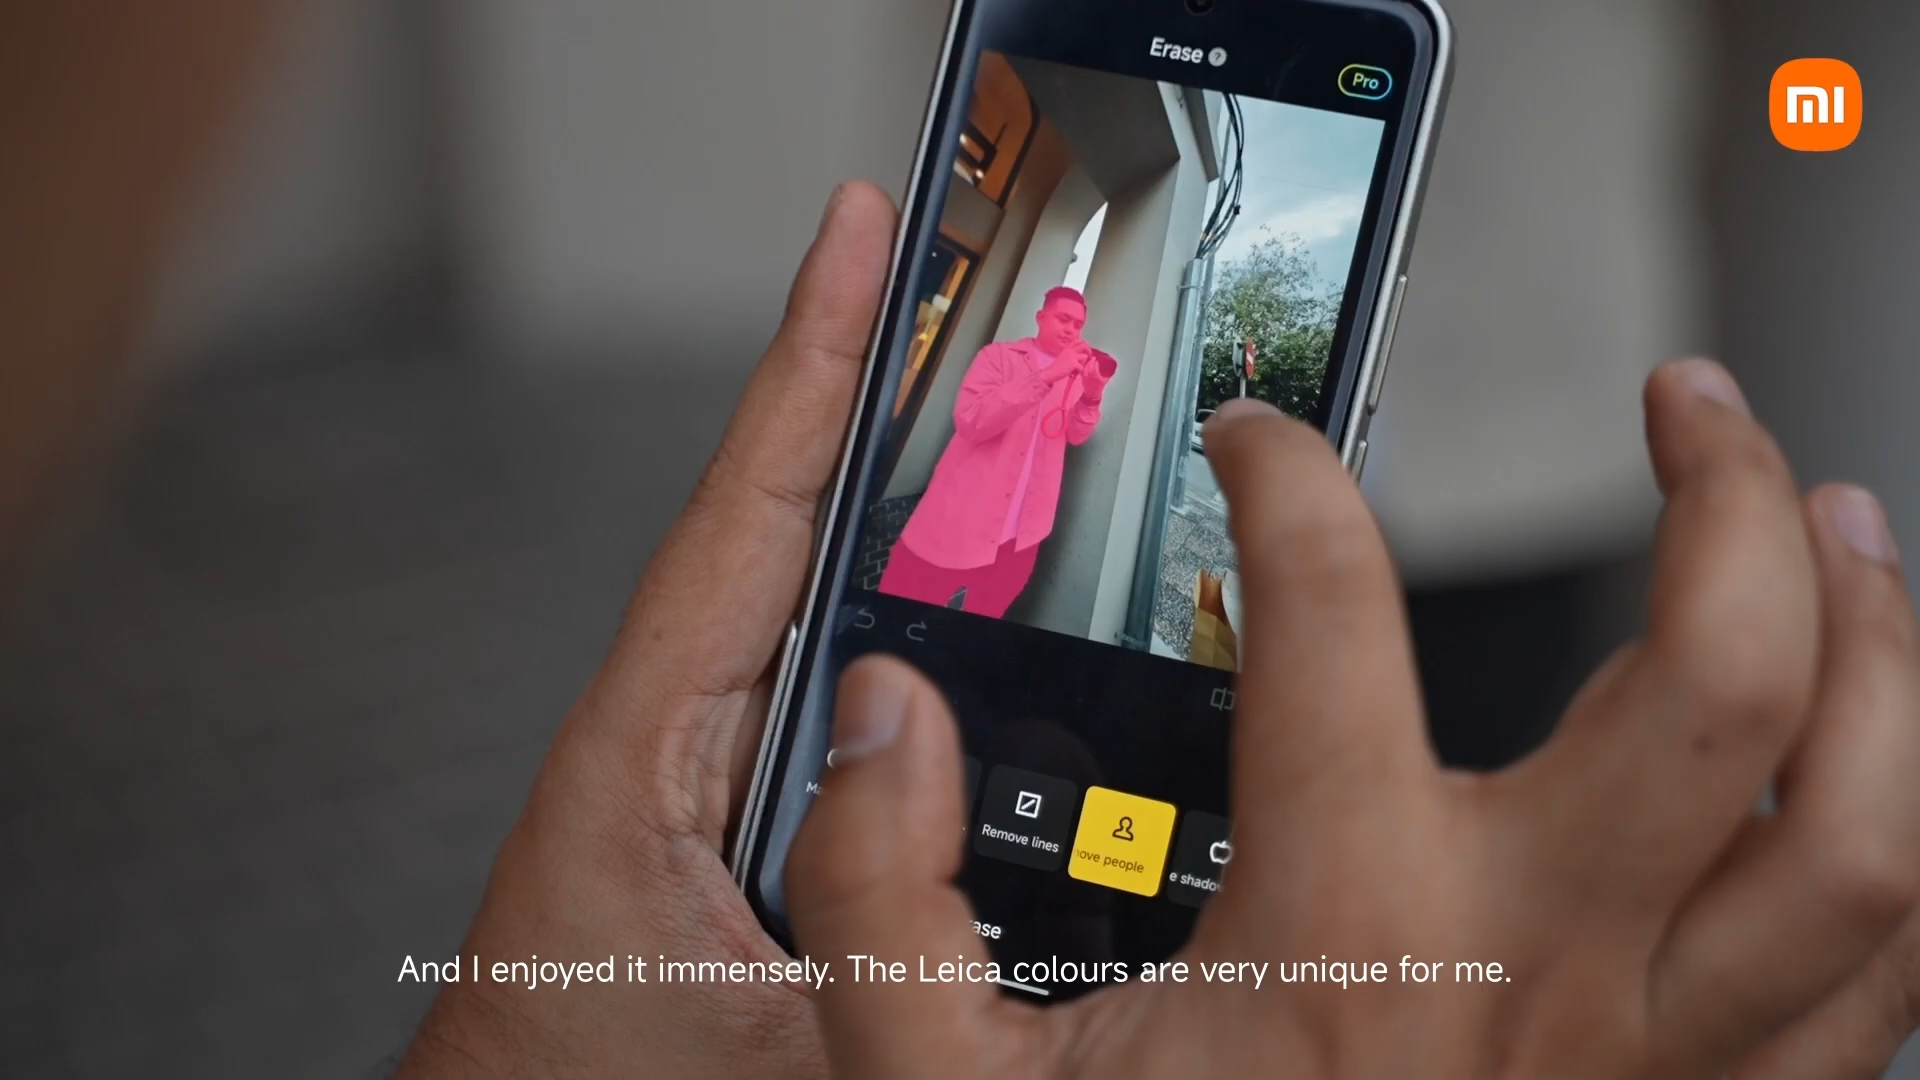 Erase ?
Pro
mi
Remove lines
ove people
e shado
ase
And I enjoyed it immensely. The Leica colours are very unique for me.